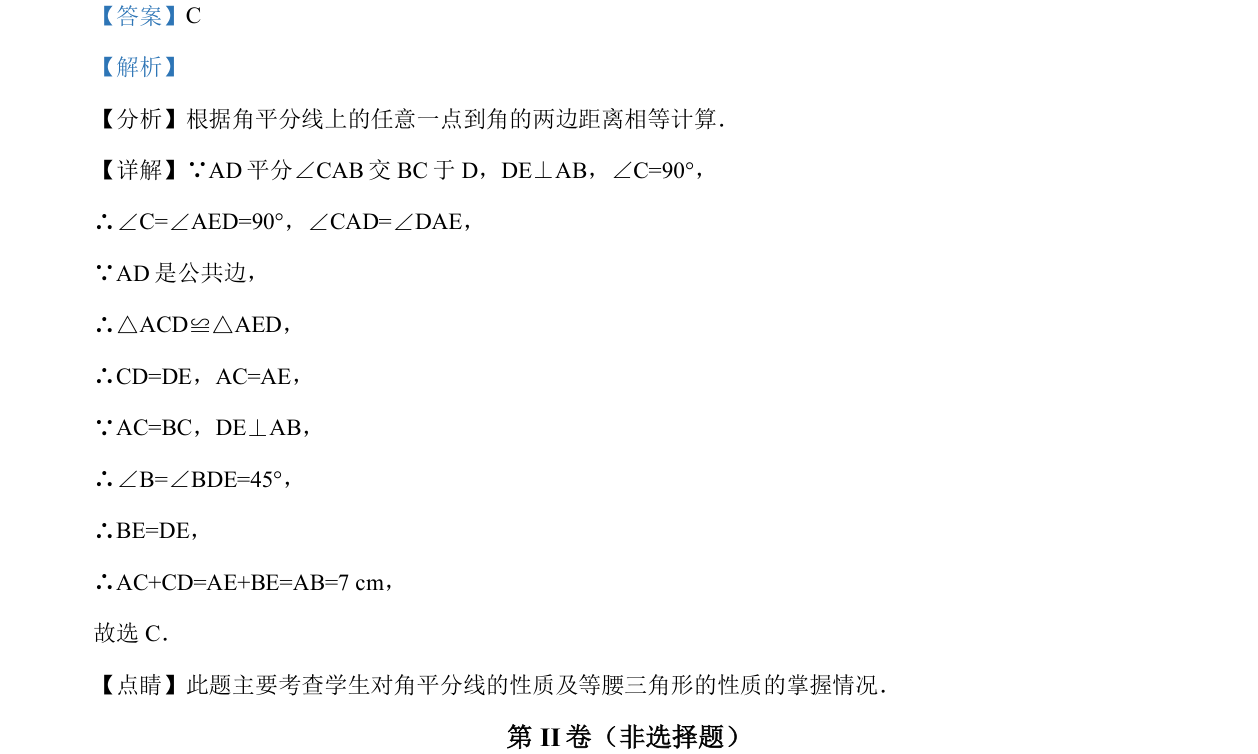 【答案】C
【解析】
【分析】根据角平分线上的任意一点到角的两边距离相等计算．
【详解】∵AD 平分∠CAB 交 BC 于 D，DE⊥AB，∠C=90°，
∴∠C=∠AED=90°，∠CAD=∠DAE，
∵AD 是公共边，
∴△ACD≌△AED，
∴CD=DE，AC=AE，
∵AC=BC，DE⊥AB，
∴∠B=∠BDE=45°，
∴BE=DE，
∴AC+CD=AE+BE=AB=7 cm，
故选 C．
【点睛】此题主要考查学生对角平分线的性质及等腰三角形的性质的掌握情况．
第 II 卷（非选择题）